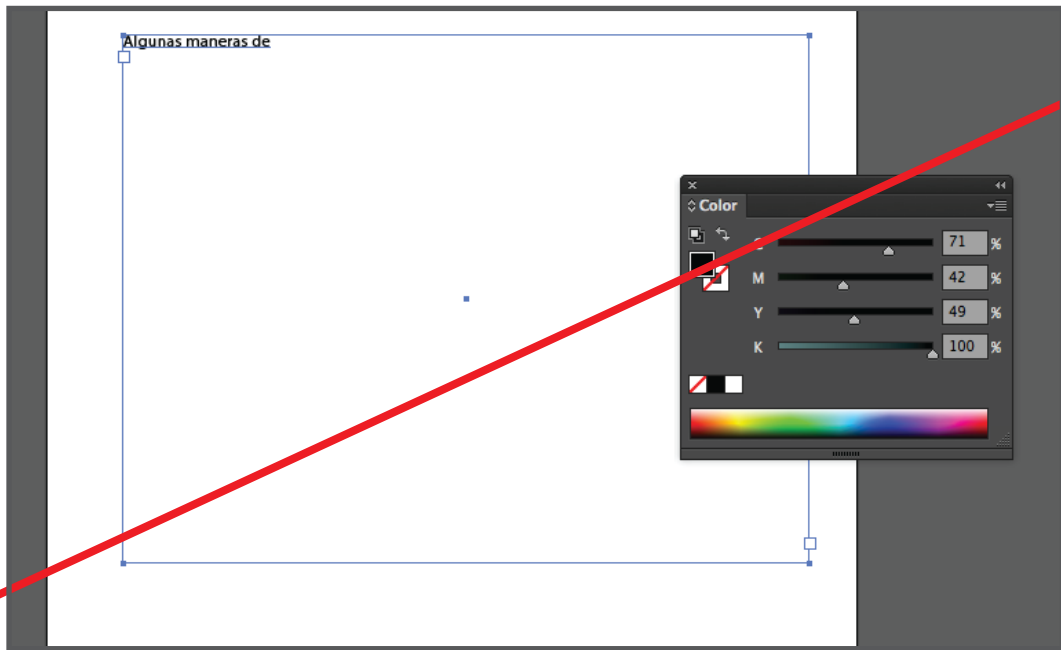 Algunas maneras de
Color
71 %
M 42 %
Y 49 %
K 100 %